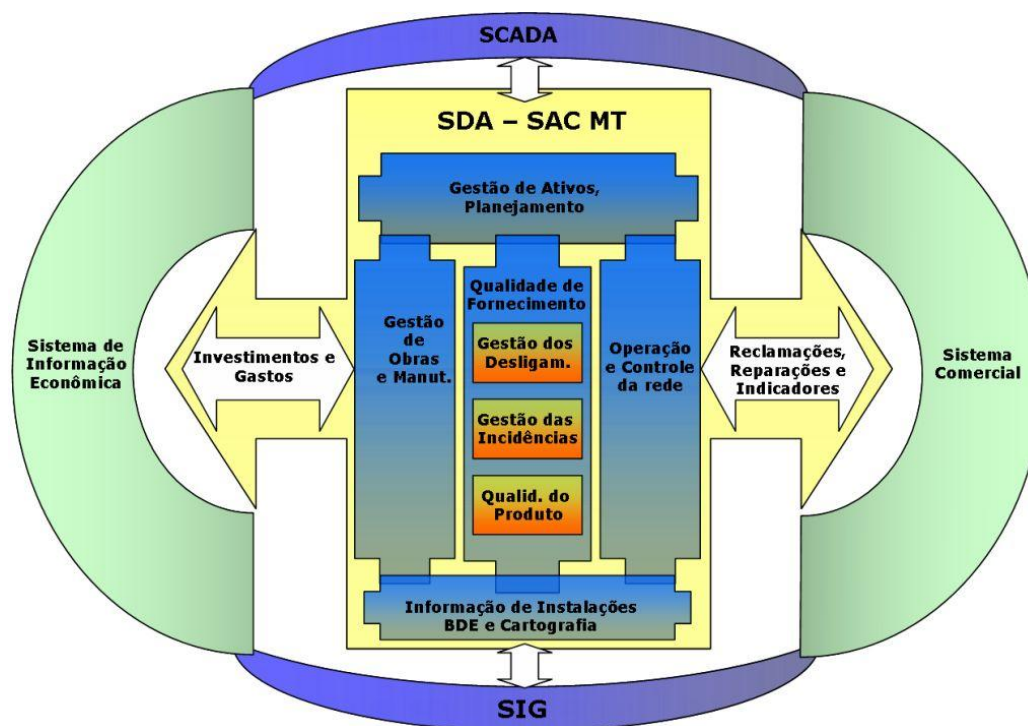 SCADA
SDA – SAC MT
Gestão de Ativos,
Planejamento
Sistema de
Informação
Econômica
Investimentos e
Gastos
Gestão
de
Obras
e Manut.
Qualidade de
Fornecimento
Gestão dos
Desligam.
Gestão das
Incidências
Qualid. do
Produto
Operação
e Controle
da rede
Reclamações,
Reparações e
Indicadores
Sistema
Comercial
Informação de Instalações
BDE e Cartografia
SIG